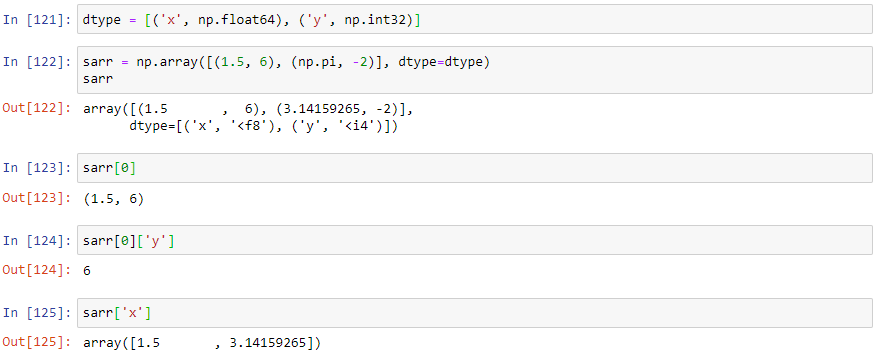 In [121]: dtype = [('x', np.float64), ('y', np.int32)]
In [122]: sarr = np.array([(1.5, 6), (np.pi, -2)], dtype=dtype)
sarr
Out[122]: array([(1.5       ,  6), (3.14159265, -2)],
      dtype=[('x', '<f8'), ('y', '<i4')])
In [123]: sarr[0]
Out[123]: (1.5, 6)
In [124]: sarr[0]['y']
Out[124]: 6
In [125]: sarr['x']
Out[125]: array([1.5       , 3.14159265])